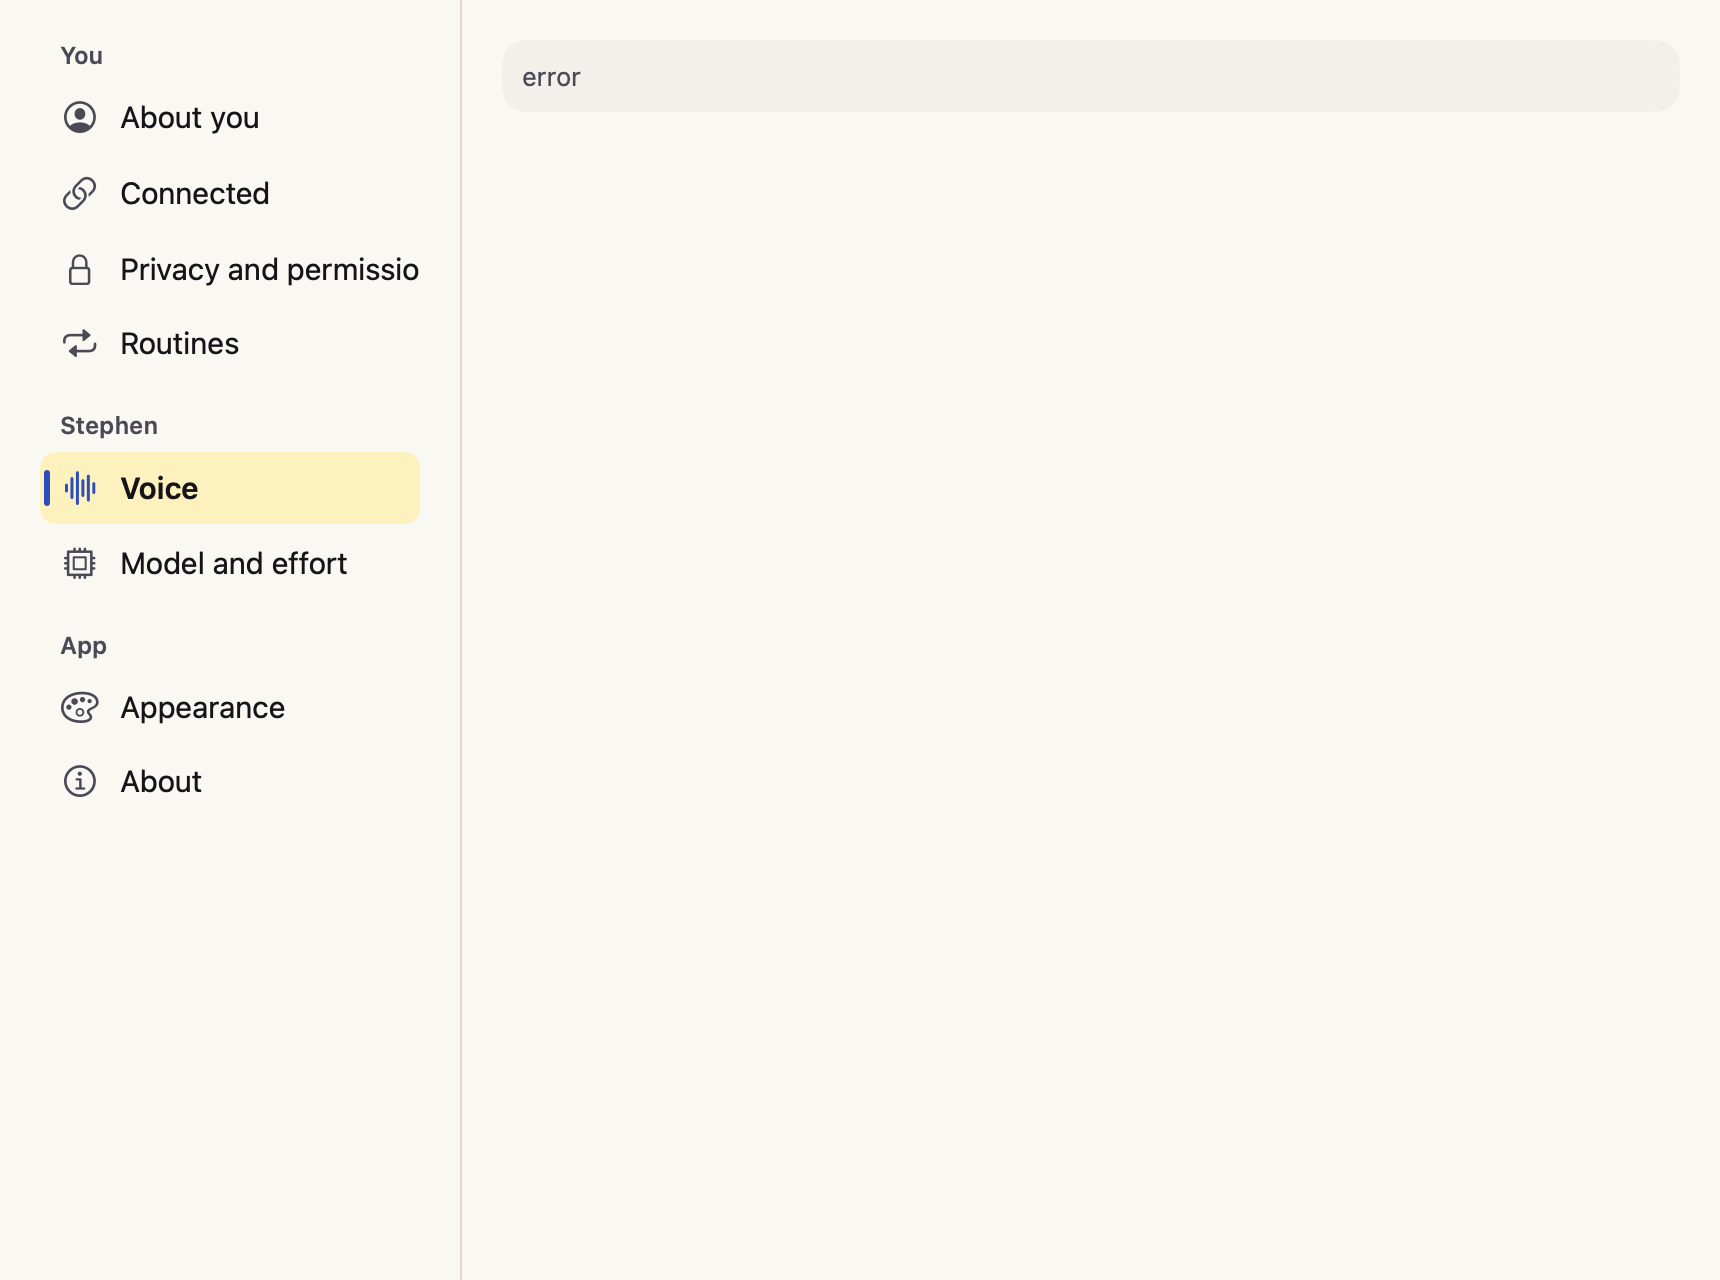 You
About you
Connected
Privacy and permissio
Routines
Stephen
Voice
Model and effort
App
Appearance
About
error